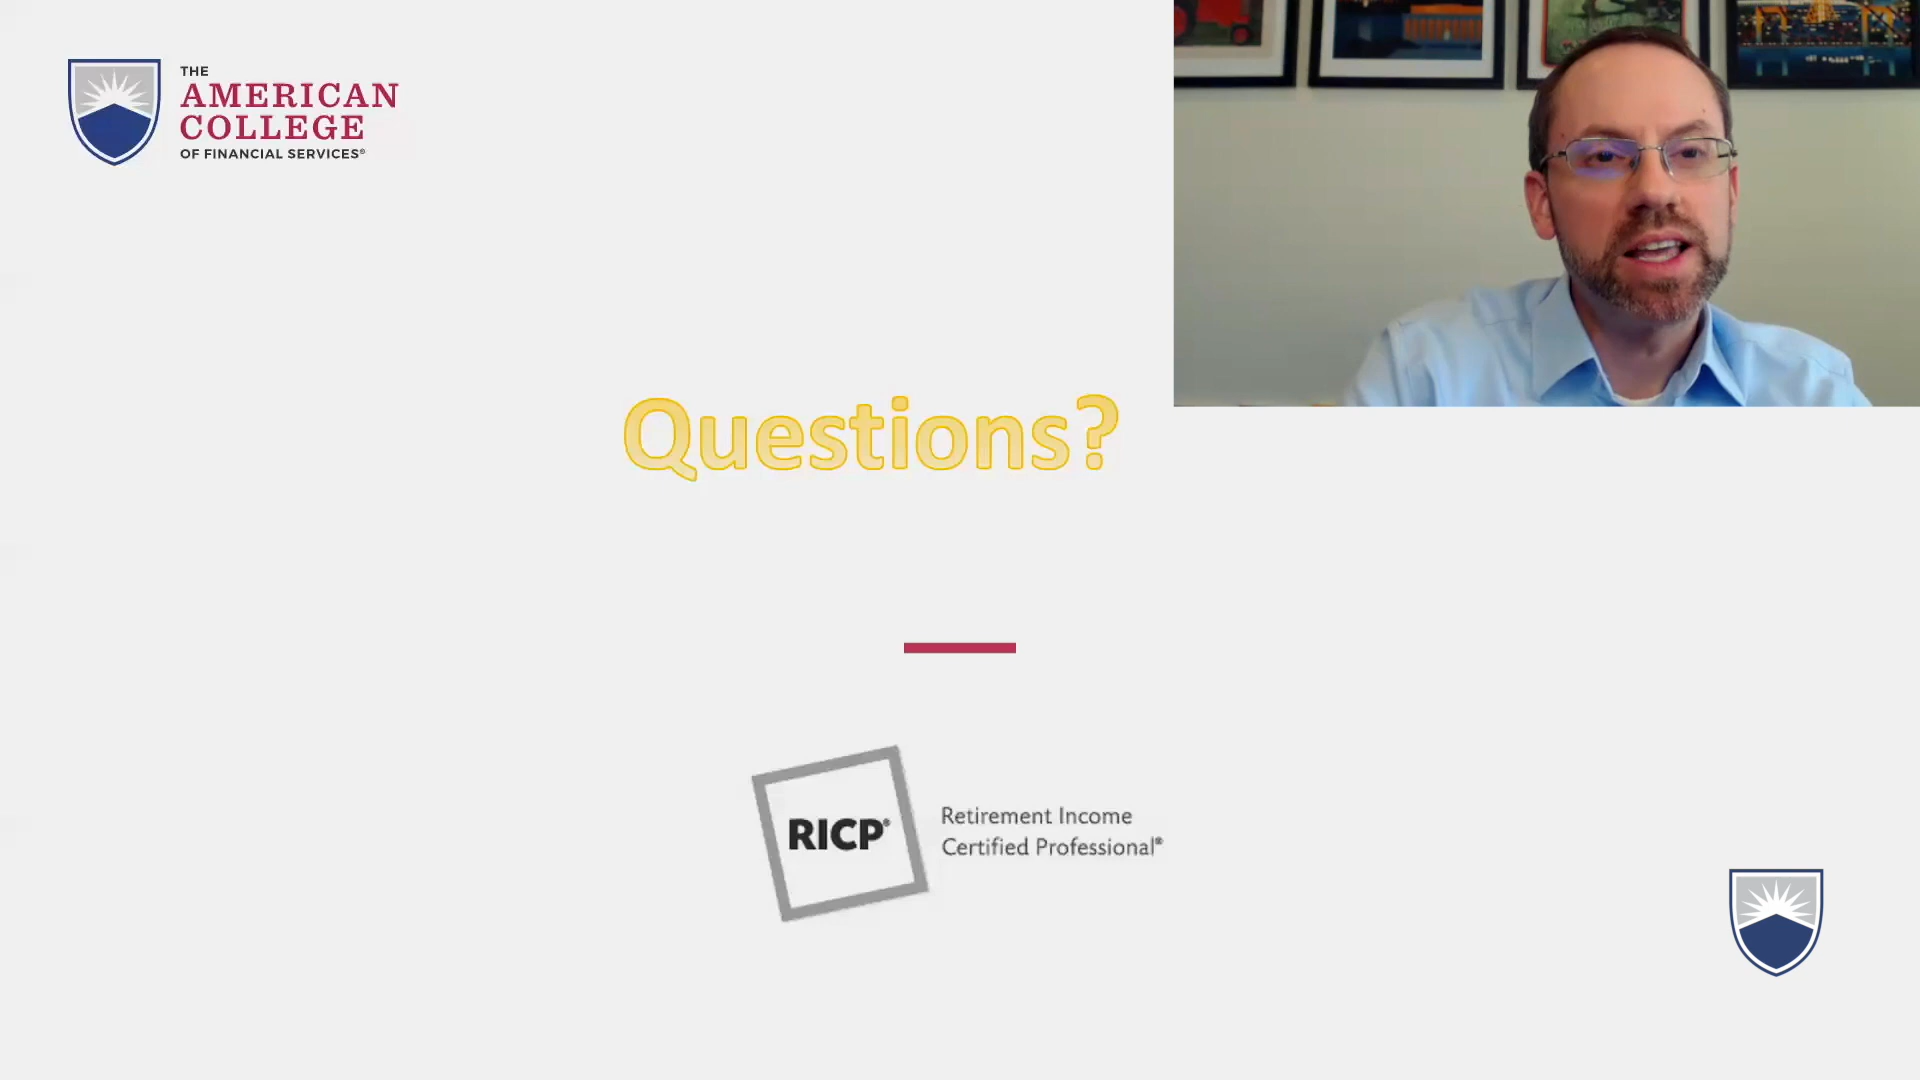 THE
AMERICAN
COLLEGE
OF FINANCIAL SERVICES®
Questions?
RICP®
Retirement Income
Certified Professional®